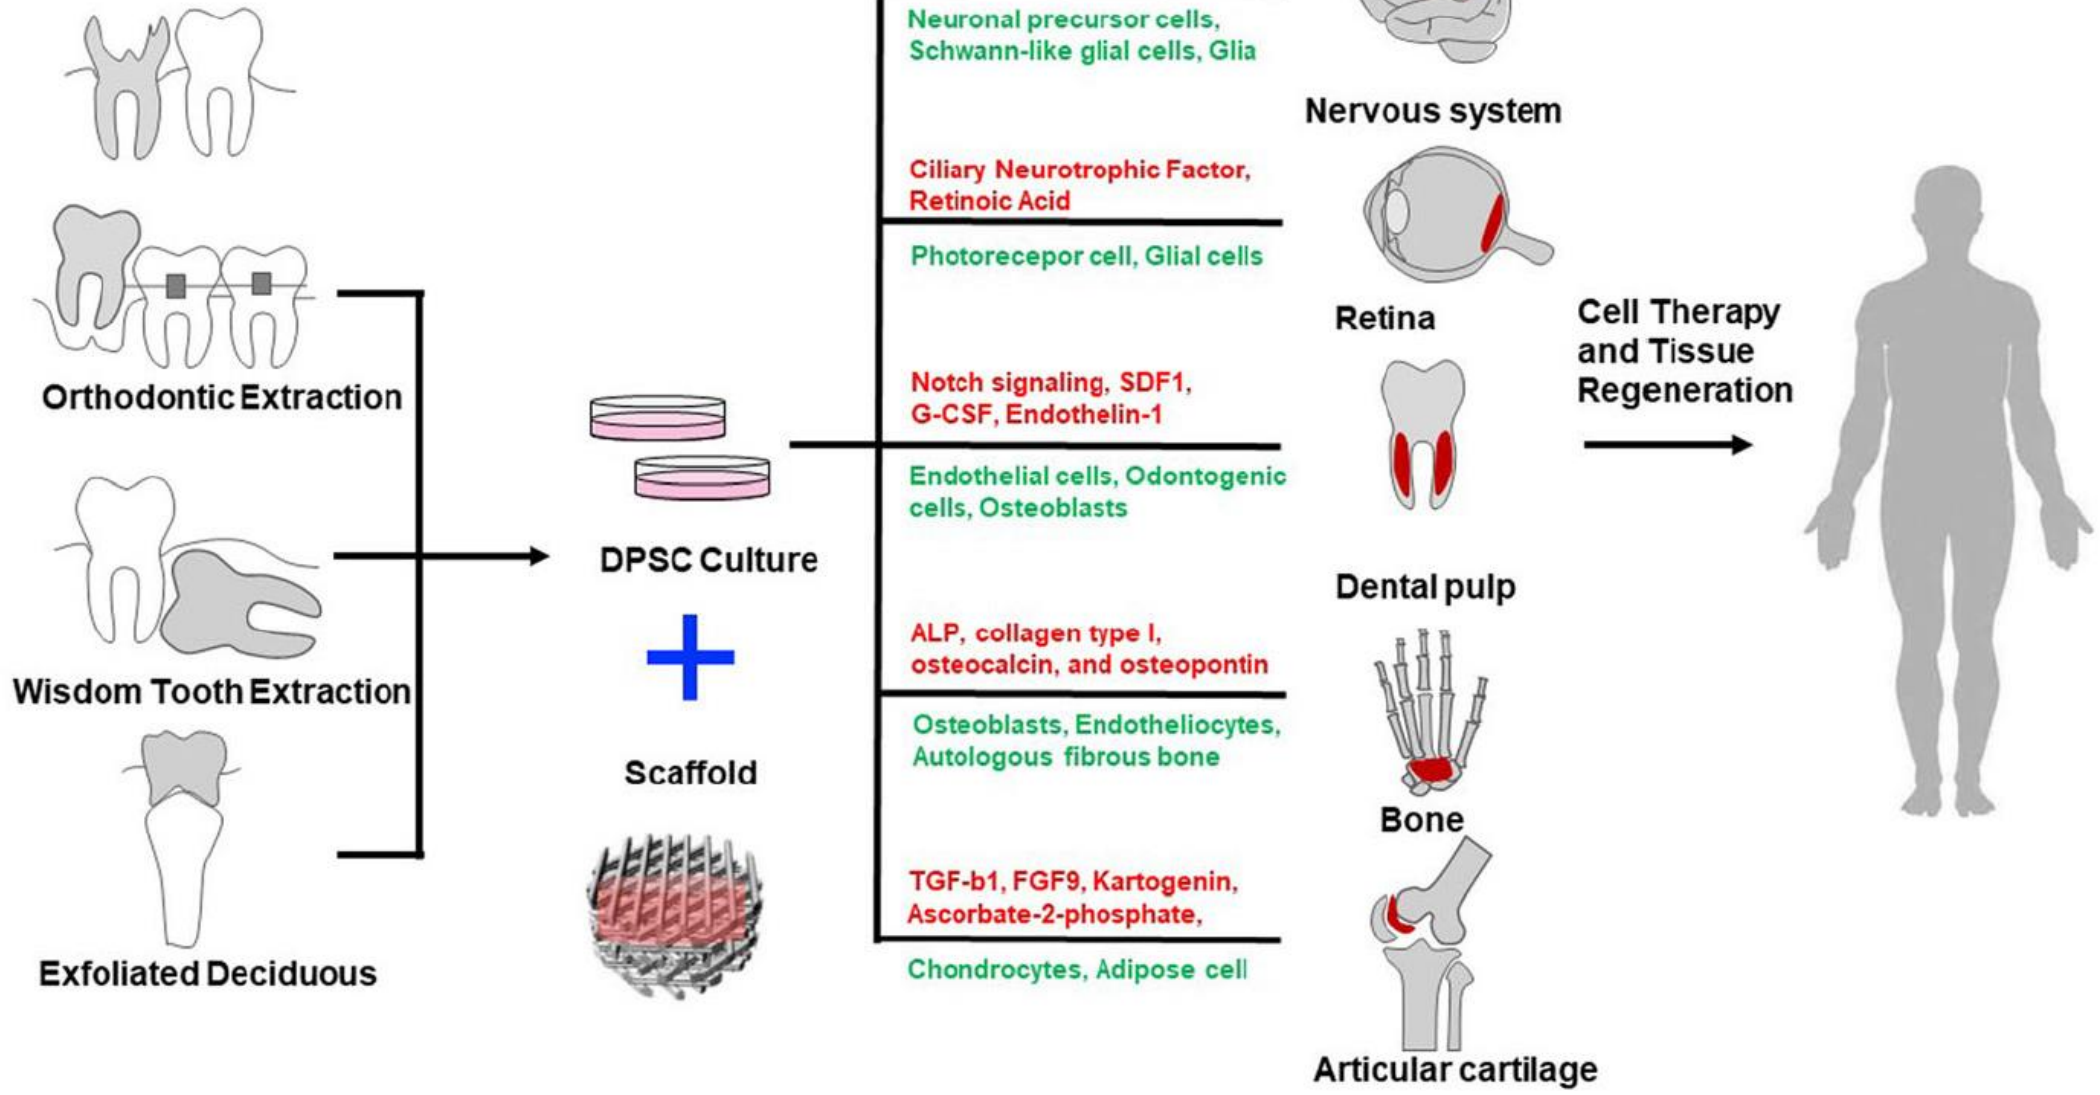 Orthodontic Extraction
Wisdom Tooth Extraction
Exfoliated Deciduous
DPSC Culture
Scaffold
Neuronal precursor cells,
Schwann-like glial cells, Glia
Nervous system
Ciliary Neurotrophic Factor,
Retinoic Acid
Photorecepor cell, Glial cells
Retina
Notch signaling, SDF1,
G-CSF, Endothelin-1
Endothelial cells, Odontogenic
cells, Osteoblasts
Dental pulp
ALP, collagen type I,
osteocalcin, and osteopontin
Osteoblasts, Endotheliocytes,
Autologous fibrous bone
Bone
TGF-b1, FGF9, Kartogenin,
Ascorbate-2-phosphate,
Chondrocytes, Adipose cell
Articular cartilage
Cell Therapy
and Tissue
Regeneration